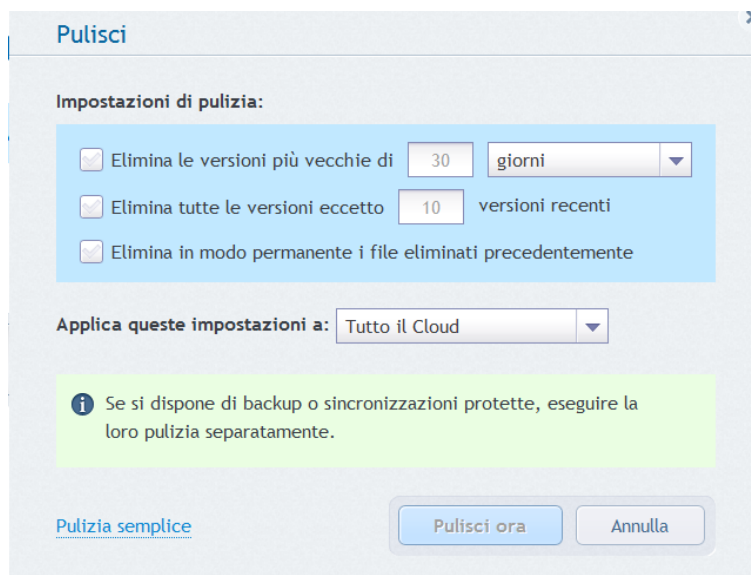 Pulisci
Impostazioni di pulizia:
Elimina le versioni più vecchie di 30 giorni
Elimina tutte le versioni eccetto 10 versioni recenti
Elimina in modo permanente i file eliminati precedentemente
Applica queste impostazioni a: Tutto il Cloud
Se si dispone di backup o sincronizzazioni protette, eseguire la
loro pulizia separatamente.
Pulizia semplice Pulisci ora Annulla